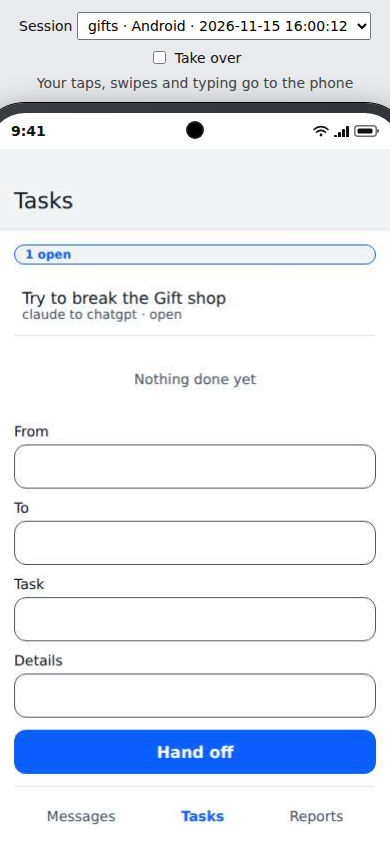 Session gifts · Android · 2026-11-15 16:00:12
Take over
Your taps, swipes and typing go to the phone
9:41
Tasks
1 open
Try to break the Gift shop
claude to chatgpt · open
Nothing done yet
From
To
Task
Details
Hand off
Messages Tasks Reports